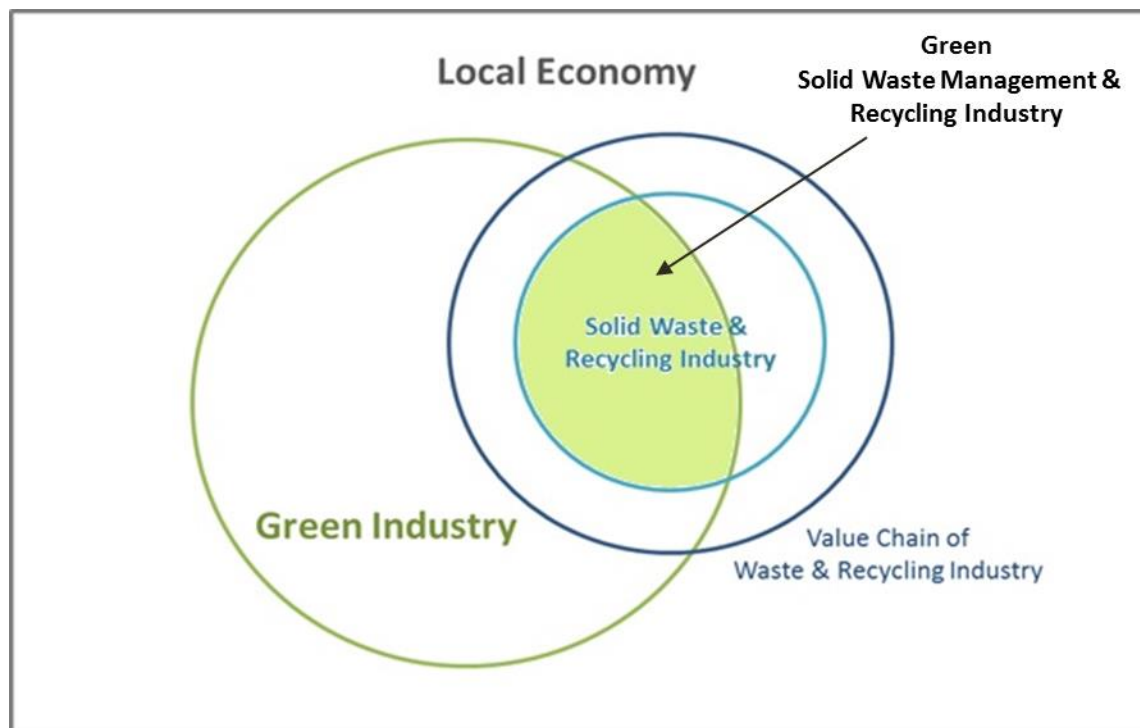 Local Economy
Green
Solid Waste Management &
Recycling Industry
Solid Waste &
Recycling Industry
Green Industry
Value Chain of
Waste & Recycling Industry